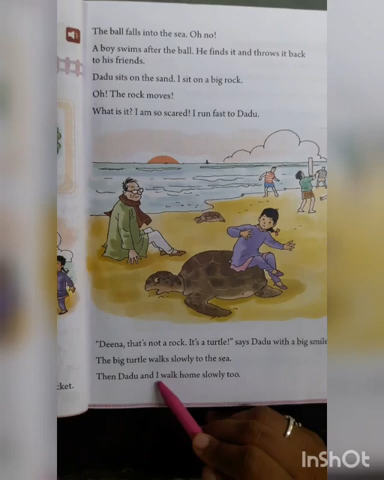 The ball falls into the sea. Oh no!
A boy swims after the ball. He finds it and throws it back
to his friends.
Dadu sits on the sand. I sit on a big rock.
Oh! The rock moves!
What is it? I am so scared! I run fast to Dadu.
"Deena, that's not a rock. It's a turtle!" says Dadu with a big smile
The big turtle walks slowly to the sea.
Then Dadu and I walk home slowly too.
cket.
InShOt